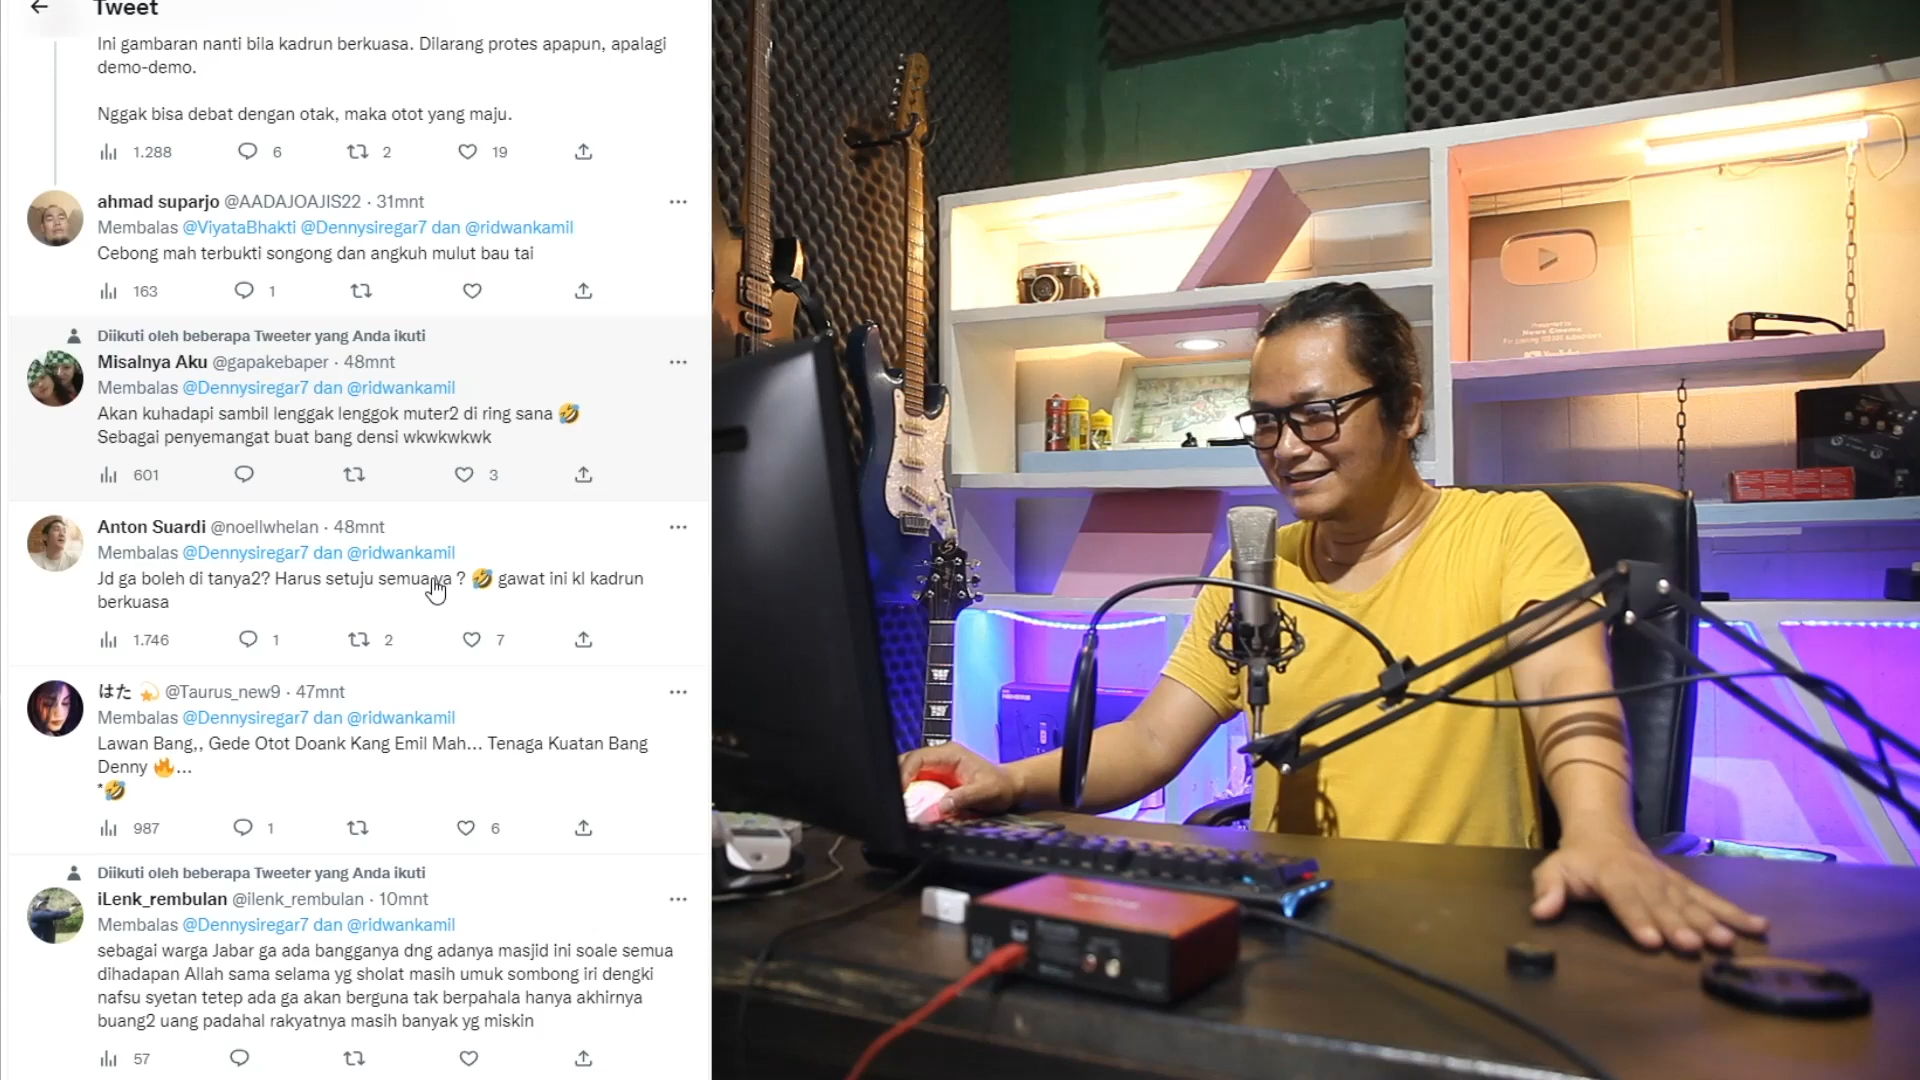 Tweet
Ini gambaran nanti bila kadrun berkuasa. Dilarang protes apapun, apalagi
demo-demo.
Nggak bisa debat dengan otak, maka otot yang maju.
1.288 6 2 19
ahmad suparjo @AADAJOAJIS22 · 31mnt
Membalas @ViyataBhakti @Dennysiregar7 dan @ridwankamil
Cebong mah terbukti songong dan angkuh mulut bau tai
163 1
Diikuti oleh beberapa Tweeter yang Anda ikuti
Misalnya Aku @gapakebaper · 48mnt
Membalas @Dennysiregar7 dan @ridwankamil
Akan kuhadapi sambil lenggak lenggok muter2 di ring sana 🤣
Sebagai penyemangat buat bang densi wkwkwkwk
601 3
Anton Suardi @noellwhelan · 48mnt
Membalas @Dennysiregar7 dan @ridwankamil
Jd ga boleh di tanya2? Harus setuju semuanya ? 🤣 gawat ini kl kadrun
berkuasa
1.746 1 2 7
はた 💫 @Taurus_new9 · 47mnt
Membalas @Dennysiregar7 dan @ridwankamil
Lawan Bang,, Gede Otot Doank Kang Emil Mah... Tenaga Kuatan Bang
Denny 🔥...
*🤣
987 1 6
Diikuti oleh beberapa Tweeter yang Anda ikuti
iLenk_rembulan @ilenk_rembulan · 10mnt
Membalas @Dennysiregar7 dan @ridwankamil
sebagai warga Jabar ga ada bangganya dng adanya masjid ini soale semua
dihadapan Allah sama selama yg sholat masih umuk sombong iri dengki
nafsu syetan tetep ada ga akan berguna tak berpahala hanya akhirnya
buang2 uang padahal rakyatnya masih banyak yg miskin
57
Presented to